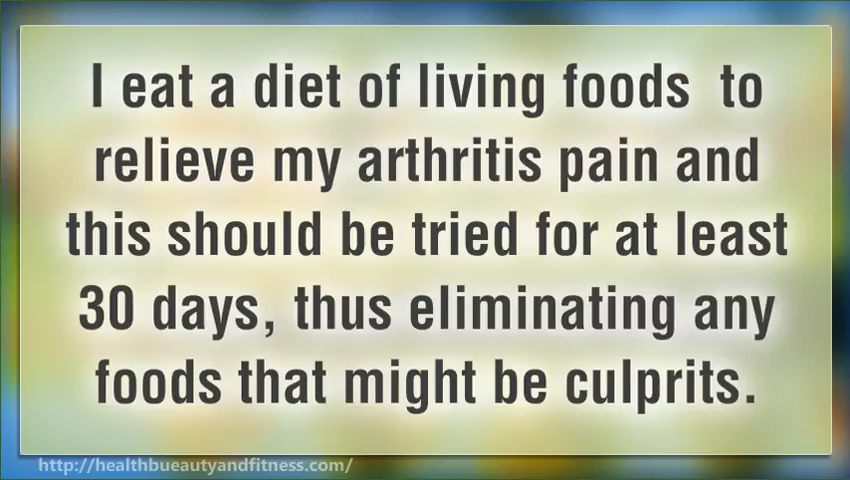 I eat a diet of living foods  to
relieve my arthritis pain and
this should be tried for at least
30 days, thus eliminating any
foods that might be culprits.
http://healthbueautyandfitness.com/